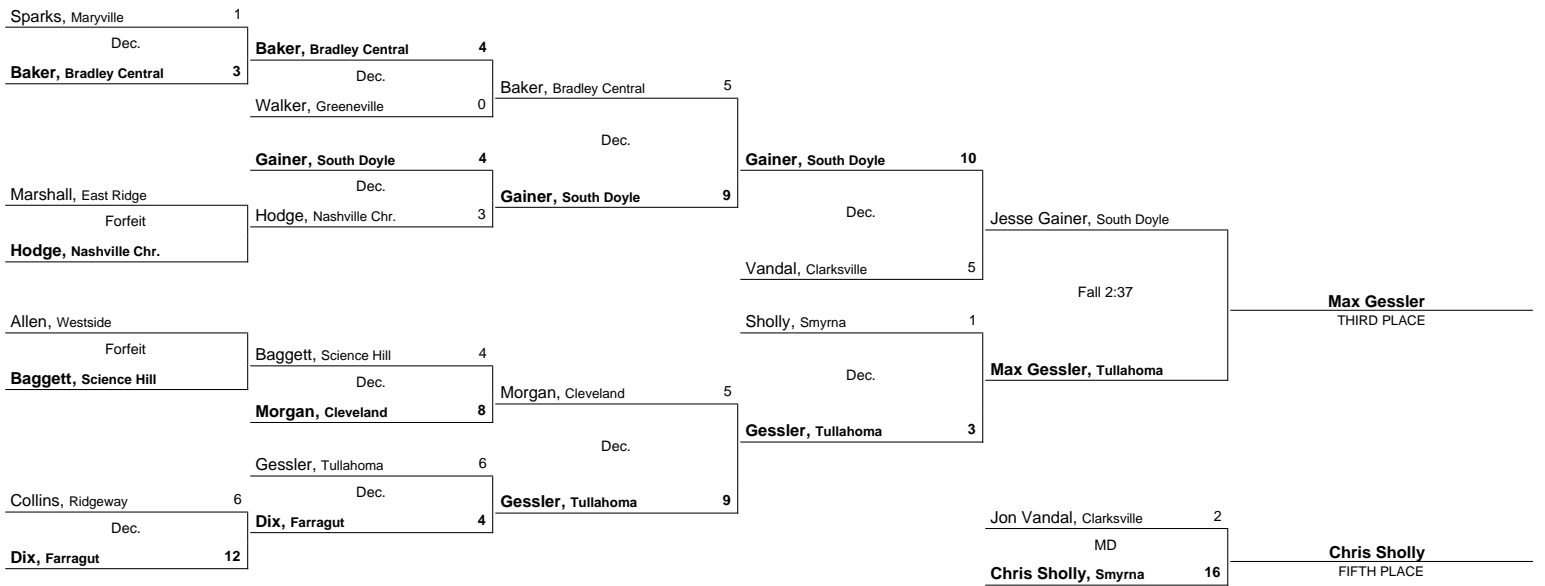 Sparks, Maryville 1
Dec.
Baker, Bradley Central 3
Marshall, East Ridge
Forfeit
Hodge, Nashville Chr.
Allen, Westside
Forfeit
Baggett, Science Hill
Collins, Ridgeway 6
Dec.
Dix, Farragut 12
Baker, Bradley Central 4
Dec.
Walker, Greeneville 0
Gainer, South Doyle 4
Dec.
Hodge, Nashville Chr. 3
Baggett, Science Hill 4
Dec.
Morgan, Cleveland 8
Gessler, Tullahoma 6
Dec.
Dix, Farragut 4
Baker, Bradley Central 5
Dec.
Gainer, South Doyle 9
Morgan, Cleveland 5
Dec.
Gessler, Tullahoma 9
Gainer, South Doyle 10
Dec.
Vandal, Clarksville 5
Sholly, Smyrna 1
Dec.
Gessler, Tullahoma 3
Jesse Gainer, South Doyle
Fall 2:37
Max Gessler, Tullahoma
Max Gessler
THIRD PLACE
Jon Vandal, Clarksville 2
MD
Chris Sholly, Smyrna 16
Chris Sholly
FIFTH PLACE